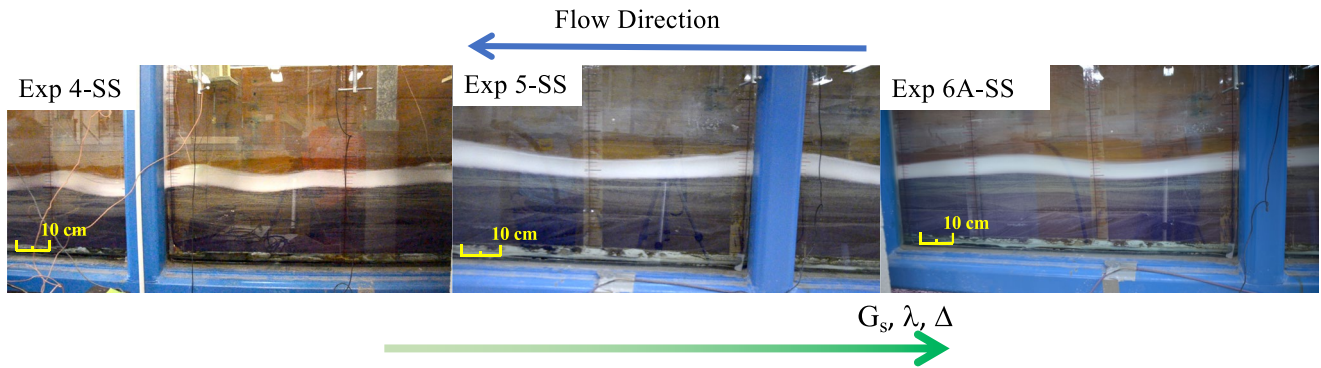 Flow Direction
Exp 4-SS
Exp 5-SS
Exp 6A-SS
10 cm
10 cm
10 cm
Gₛ, λ, Δ